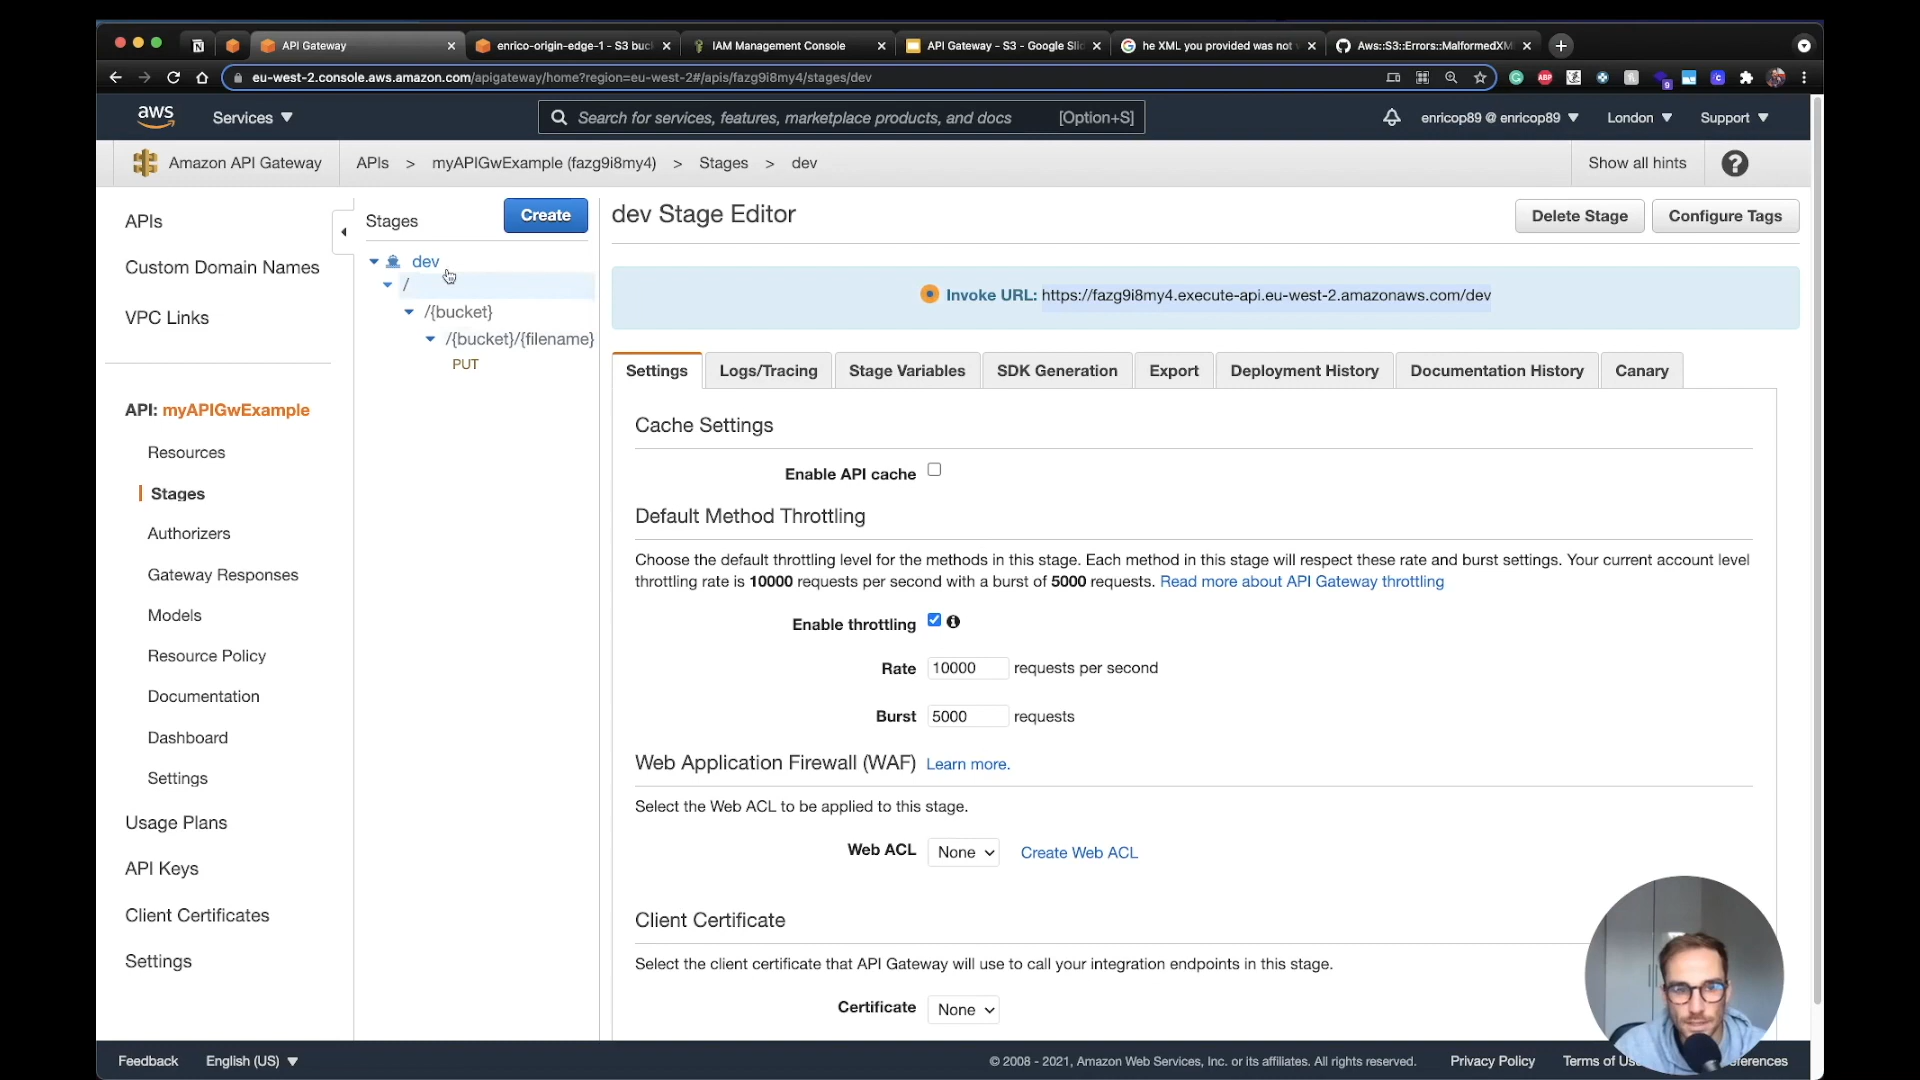 API Gateway
enrico-origin-edge-1 - S3 buc
IAM Management Console
API Gateway - S3 - Google Slid
he XML you provided was not
Aws::S3::Errors::MalformedXM
eu-west-2.console.aws.amazon.com/apigateway/home?region=eu-west-2#/apis/fazg9i8my4/stages/dev
ABP
9
aws
Services
Search for services, features, marketplace products, and docs
[Option+S]
enricop89 @ enricop89
London
Support
Amazon API Gateway
APIs > myAPIGwExample (fazg9i8my4) > Stages > dev
Show all hints
?
APIs
Custom Domain Names
VPC Links
API: myAPIGwExample
Resources
Stages
Authorizers
Gateway Responses
Models
Resource Policy
Documentation
Dashboard
Settings
Usage Plans
API Keys
Client Certificates
Settings
Stages
Create
dev
/
/{bucket}
/{bucket}/{filename}
PUT
dev Stage Editor
Delete Stage
Configure Tags
Invoke URL: https://fazg9i8my4.execute-api.eu-west-2.amazonaws.com/dev
Settings
Logs/Tracing
Stage Variables
SDK Generation
Export
Deployment History
Documentation History
Canary
Cache Settings
Enable API cache
Default Method Throttling
Choose the default throttling level for the methods in this stage. Each method in this stage will respect these rate and burst settings. Your current account level
throttling rate is 10000 requests per second with a burst of 5000 requests. Read more about API Gateway throttling
Enable throttling
Rate 10000 requests per second
Burst 5000 requests
Web Application Firewall (WAF) Learn more.
Select the Web ACL to be applied to this stage.
Web ACL None Create Web ACL
Client Certificate
Select the client certificate that API Gateway will use to call your integration endpoints in this stage.
Certificate None
Feedback
English (US)
© 2008 - 2021, Amazon Web Services, Inc. or its affiliates. All rights reserved.
Privacy Policy
Terms of Us
erences